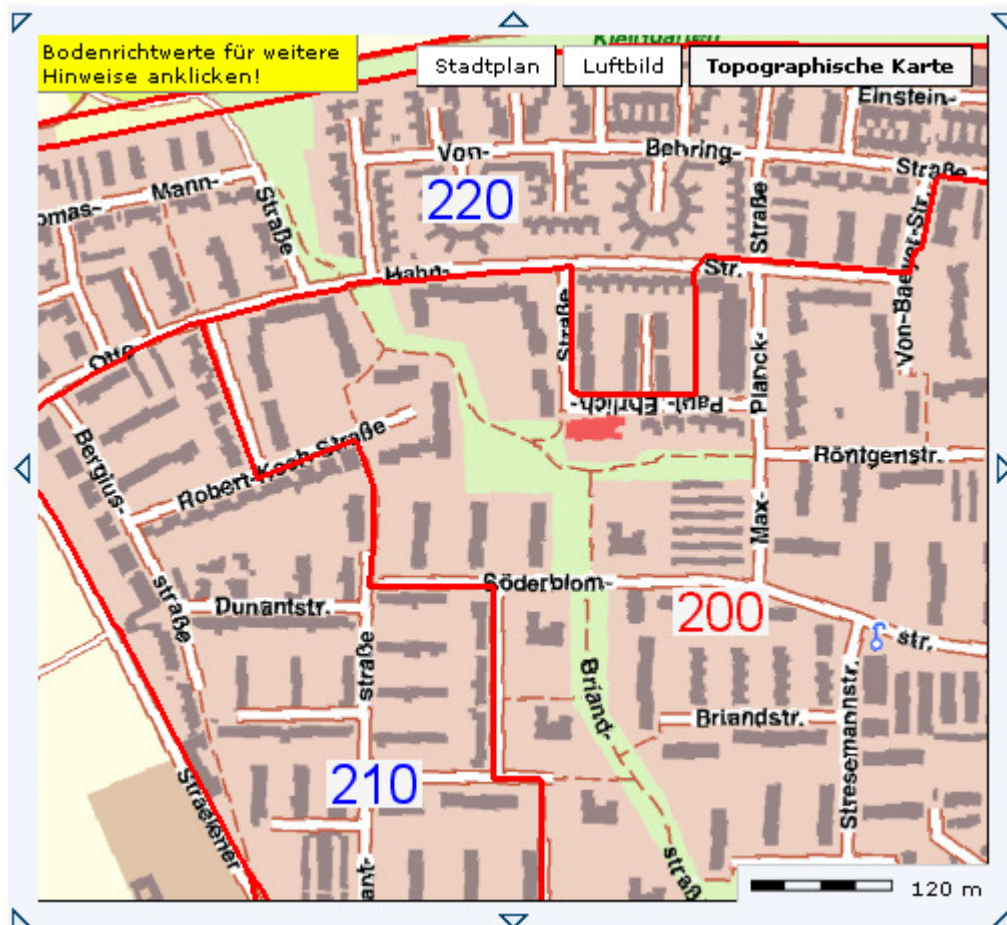 Bodenrichtwerte für weitere
Hinweise anklicken!
Stadtplan
Luftbild
Topographische Karte
Einstein-
Von-
Behring-
Straße
Mann-
220
Straße
Straße
Von-Baeyer-Str.
Hahn-
Str.
Otto-
Straße
Planck-
Paul-Ehrlich-
Bergius-
Robert-Koch-Straße
Röntgenstr.
Max-
Söderblom-
straße
Dunantstr.
200
str.
straße
Briand-
Briandstr.
Stresemannstr.
210
Straelener
ant-
straß
120 m